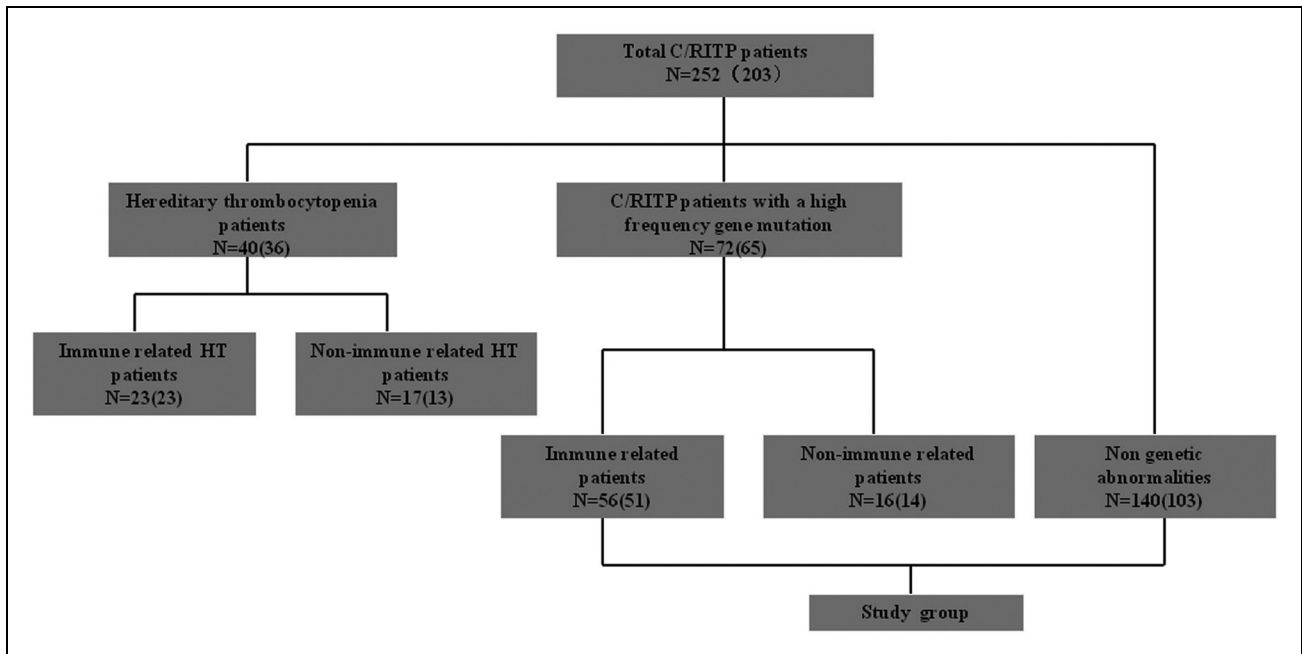 Total C/RITP patients
N=252（203）
Hereditary thrombocytopenia
patients
N=40(36)
C/RITP patients with a high
frequency gene mutation
N=72(65)
Immune related HT
patients
N=23(23)
Non-immune related HT
patients
N=17(13)
Immune related
patients
N=56(51)
Non-immune related patients
N=16(14)
Non genetic
abnormalities
N=140(103)
Study group